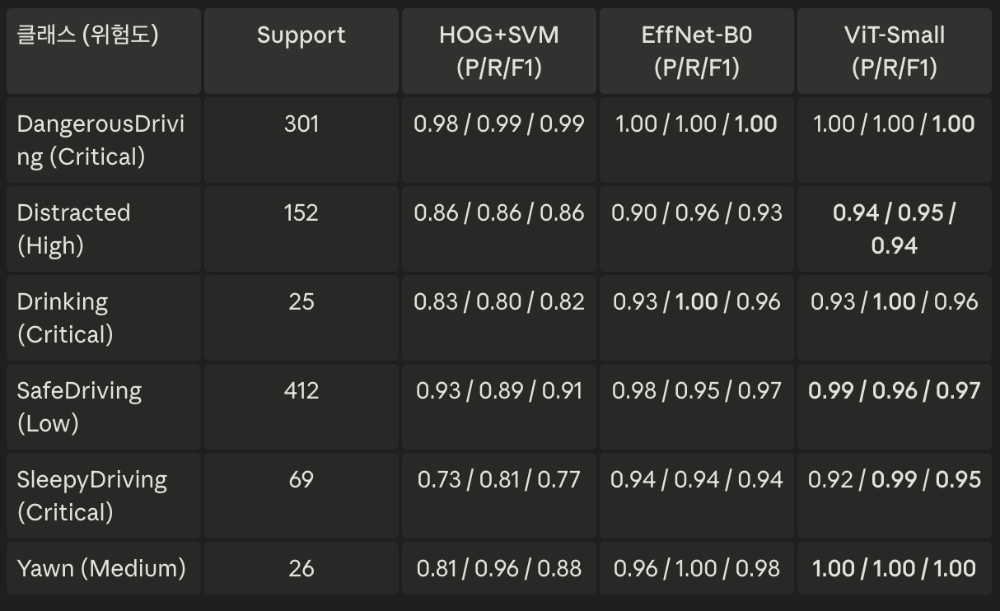 클래스 (위험도) Support HOG+SVM (P/R/F1) EffNet-B0 (P/R/F1) ViT-Small (P/R/F1)
DangerousDriving (Critical) 301 0.98 / 0.99 / 0.99 1.00 / 1.00 / 1.00 1.00 / 1.00 / 1.00
Distracted (High) 152 0.86 / 0.86 / 0.86 0.90 / 0.96 / 0.93 0.94 / 0.95 / 0.94
Drinking (Critical) 25 0.83 / 0.80 / 0.82 0.93 / 1.00 / 0.96 0.93 / 1.00 / 0.96
SafeDriving (Low) 412 0.93 / 0.89 / 0.91 0.98 / 0.95 / 0.97 0.99 / 0.96 / 0.97
SleepyDriving (Critical) 69 0.73 / 0.81 / 0.77 0.94 / 0.94 / 0.94 0.92 / 0.99 / 0.95
Yawn (Medium) 26 0.81 / 0.96 / 0.88 0.96 / 1.00 / 0.98 1.00 / 1.00 / 1.00